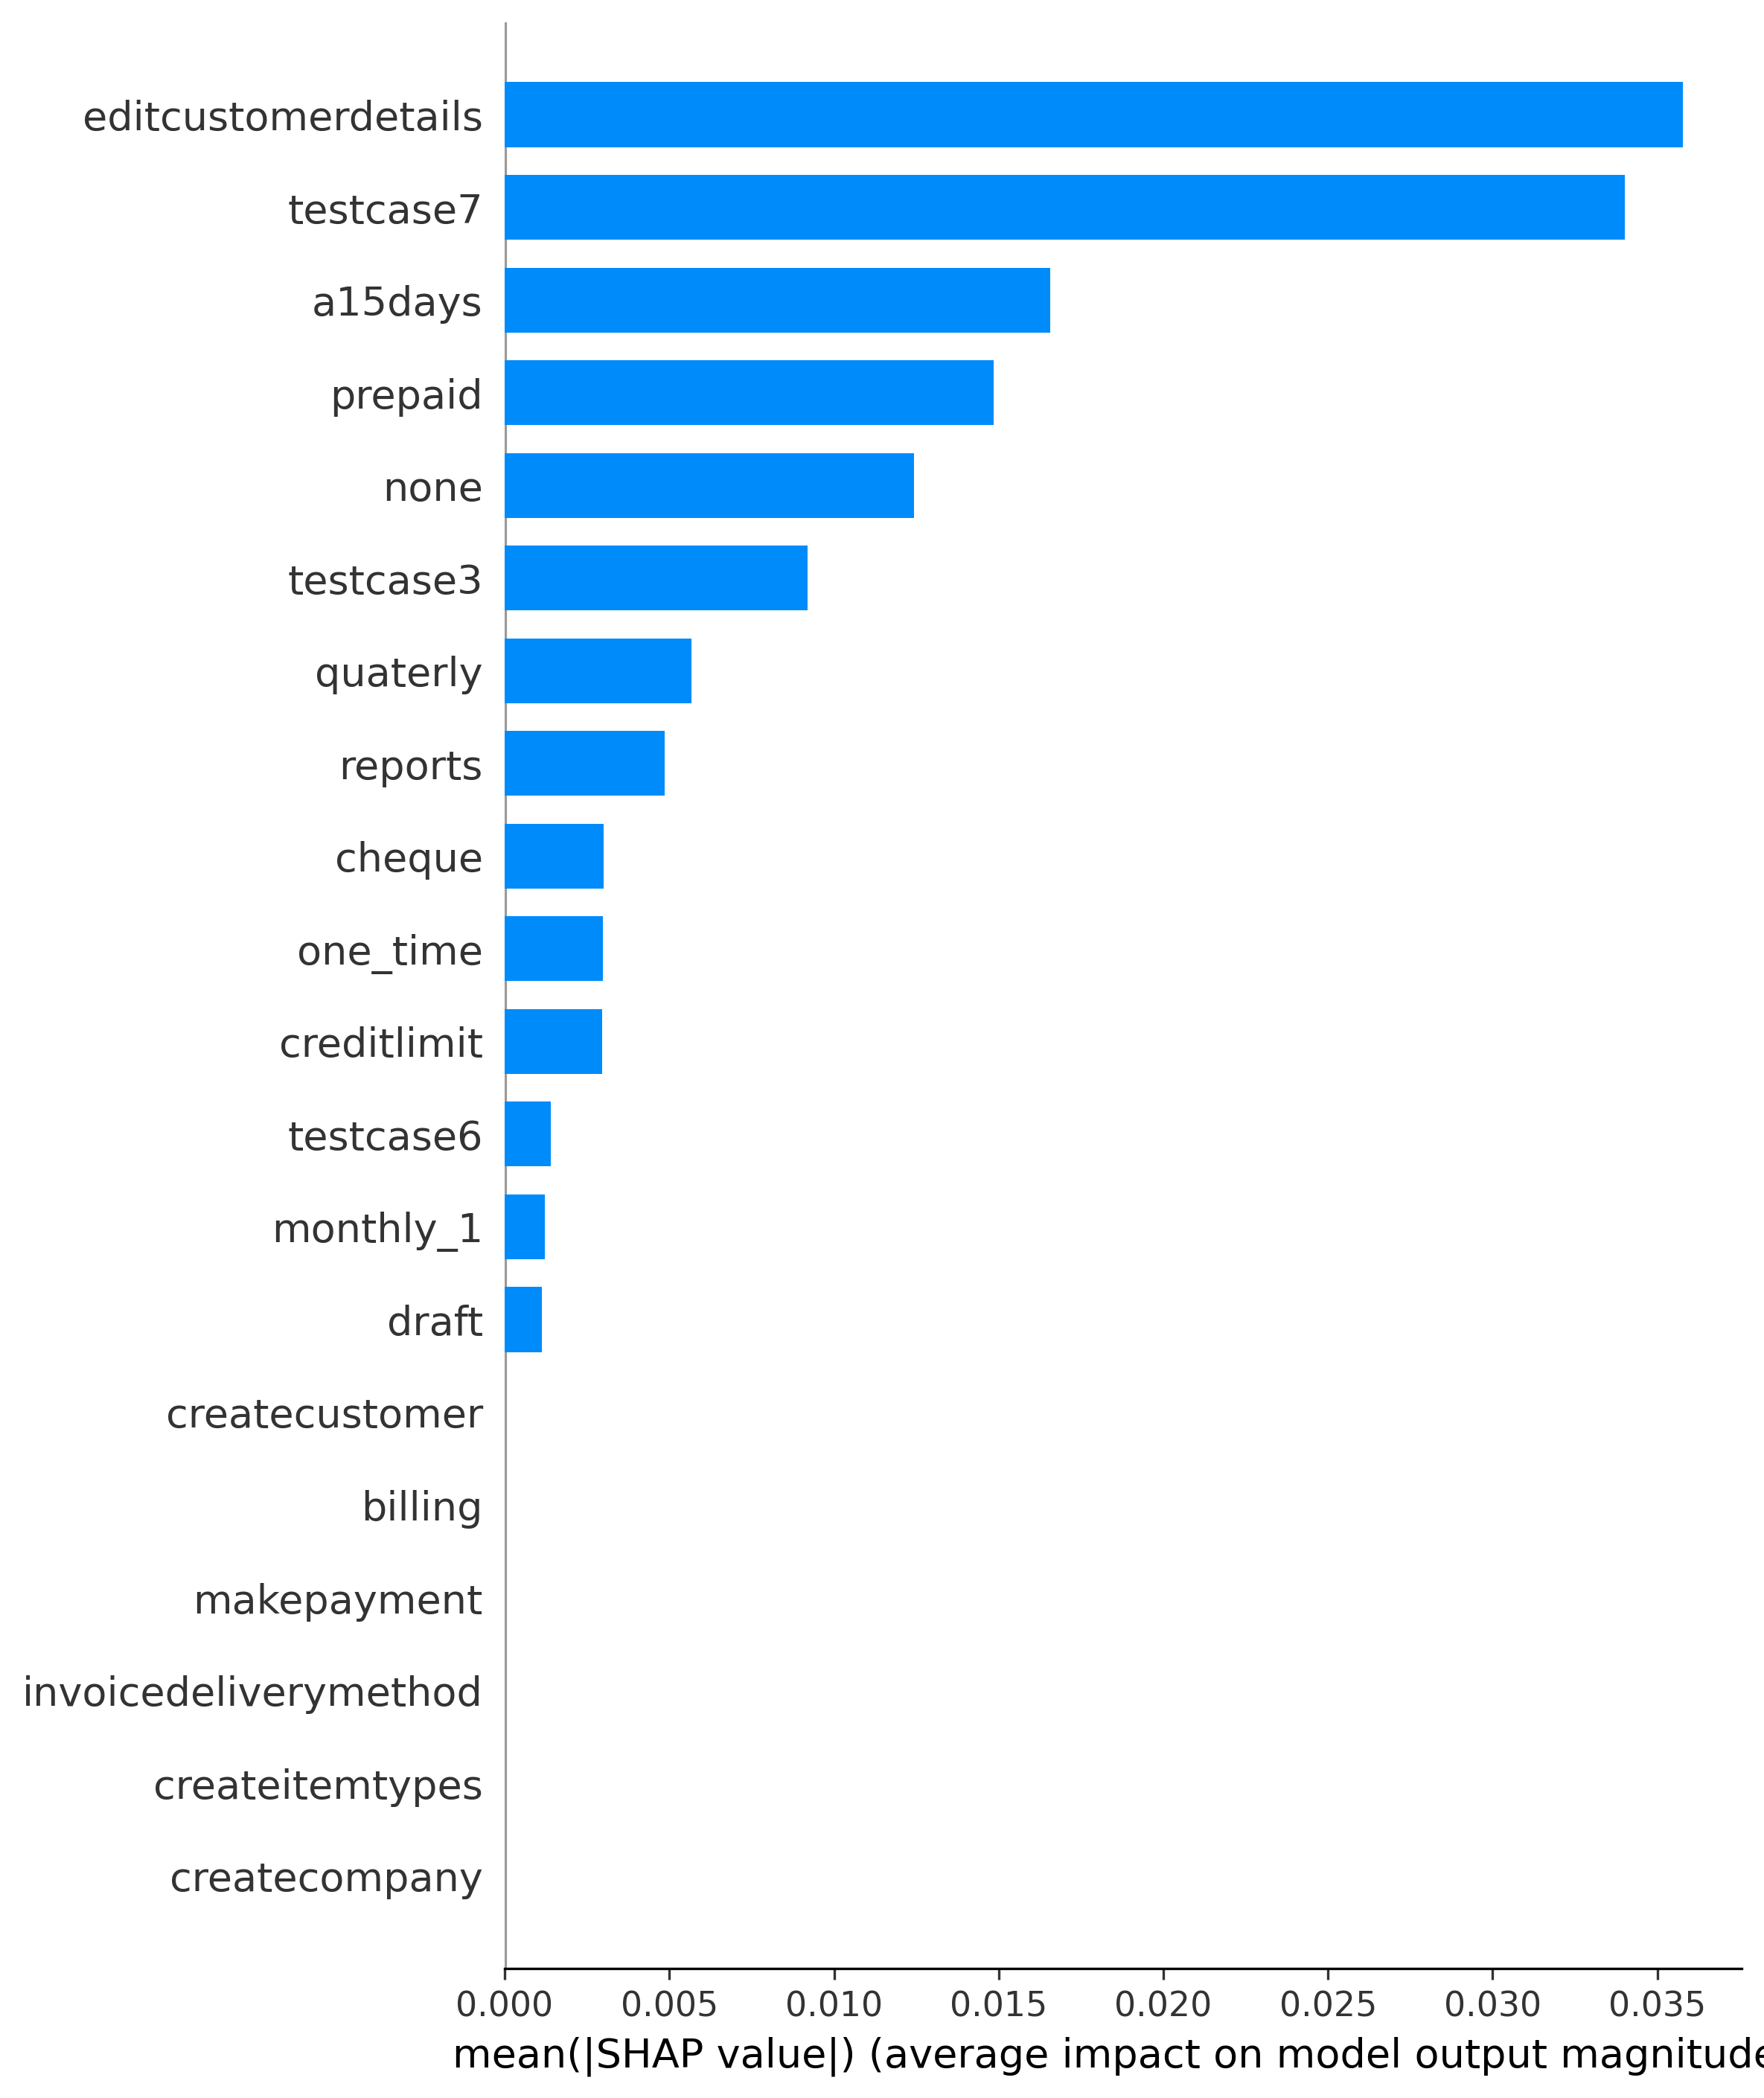 editcustomerdetails
testcase7
a15days
prepaid
none
testcase3
quaterly
reports
cheque
one_time
creditlimit
testcase6
monthly_1
draft
createcustomer
billing
makepayment
invoicedeliverymethod
createitemtypes
createcompany
0.000 0.005 0.010 0.015 0.020 0.025 0.030 0.035
mean(|SHAP value|) (average impact on model output magnitude